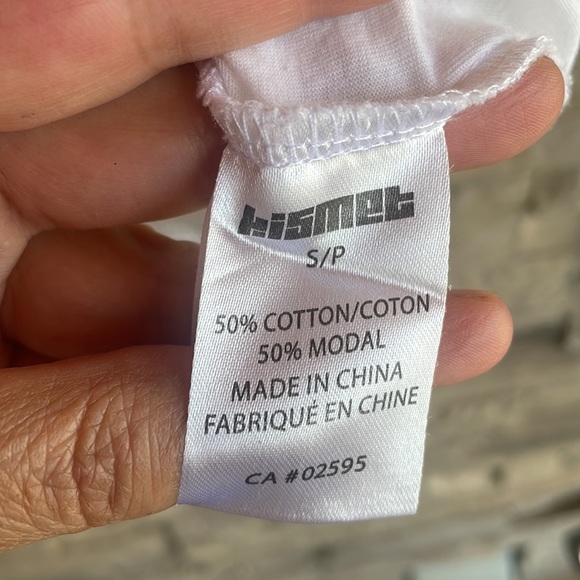 kismet
S/P
50% COTTON/COTON
50% MODAL
MADE IN CHINA
FABRIQUÉ EN CHINE
CA #02595